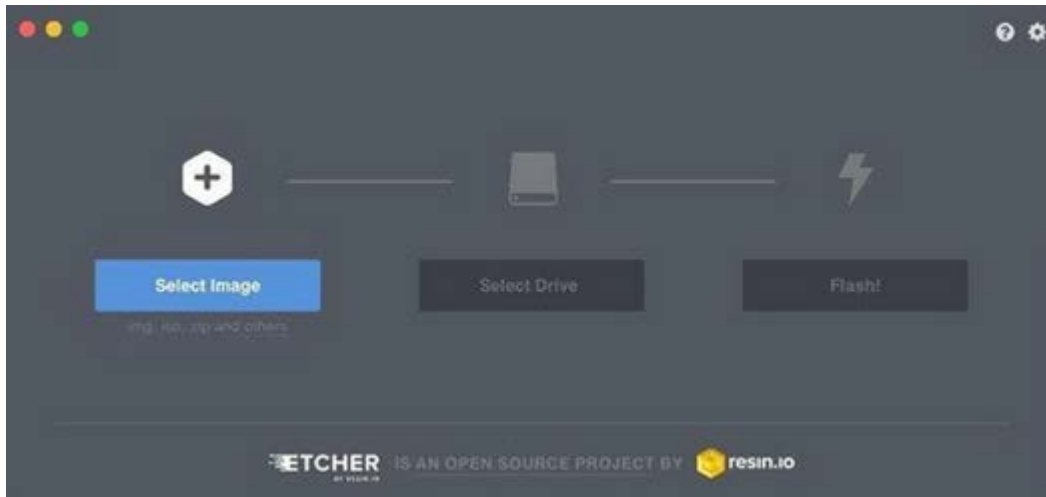 Select Image
Select Drive
Flash!
img, iso, zip and others
ETCHER IS AN OPEN SOURCE PROJECT BY resin.io
BY RESIN.IO